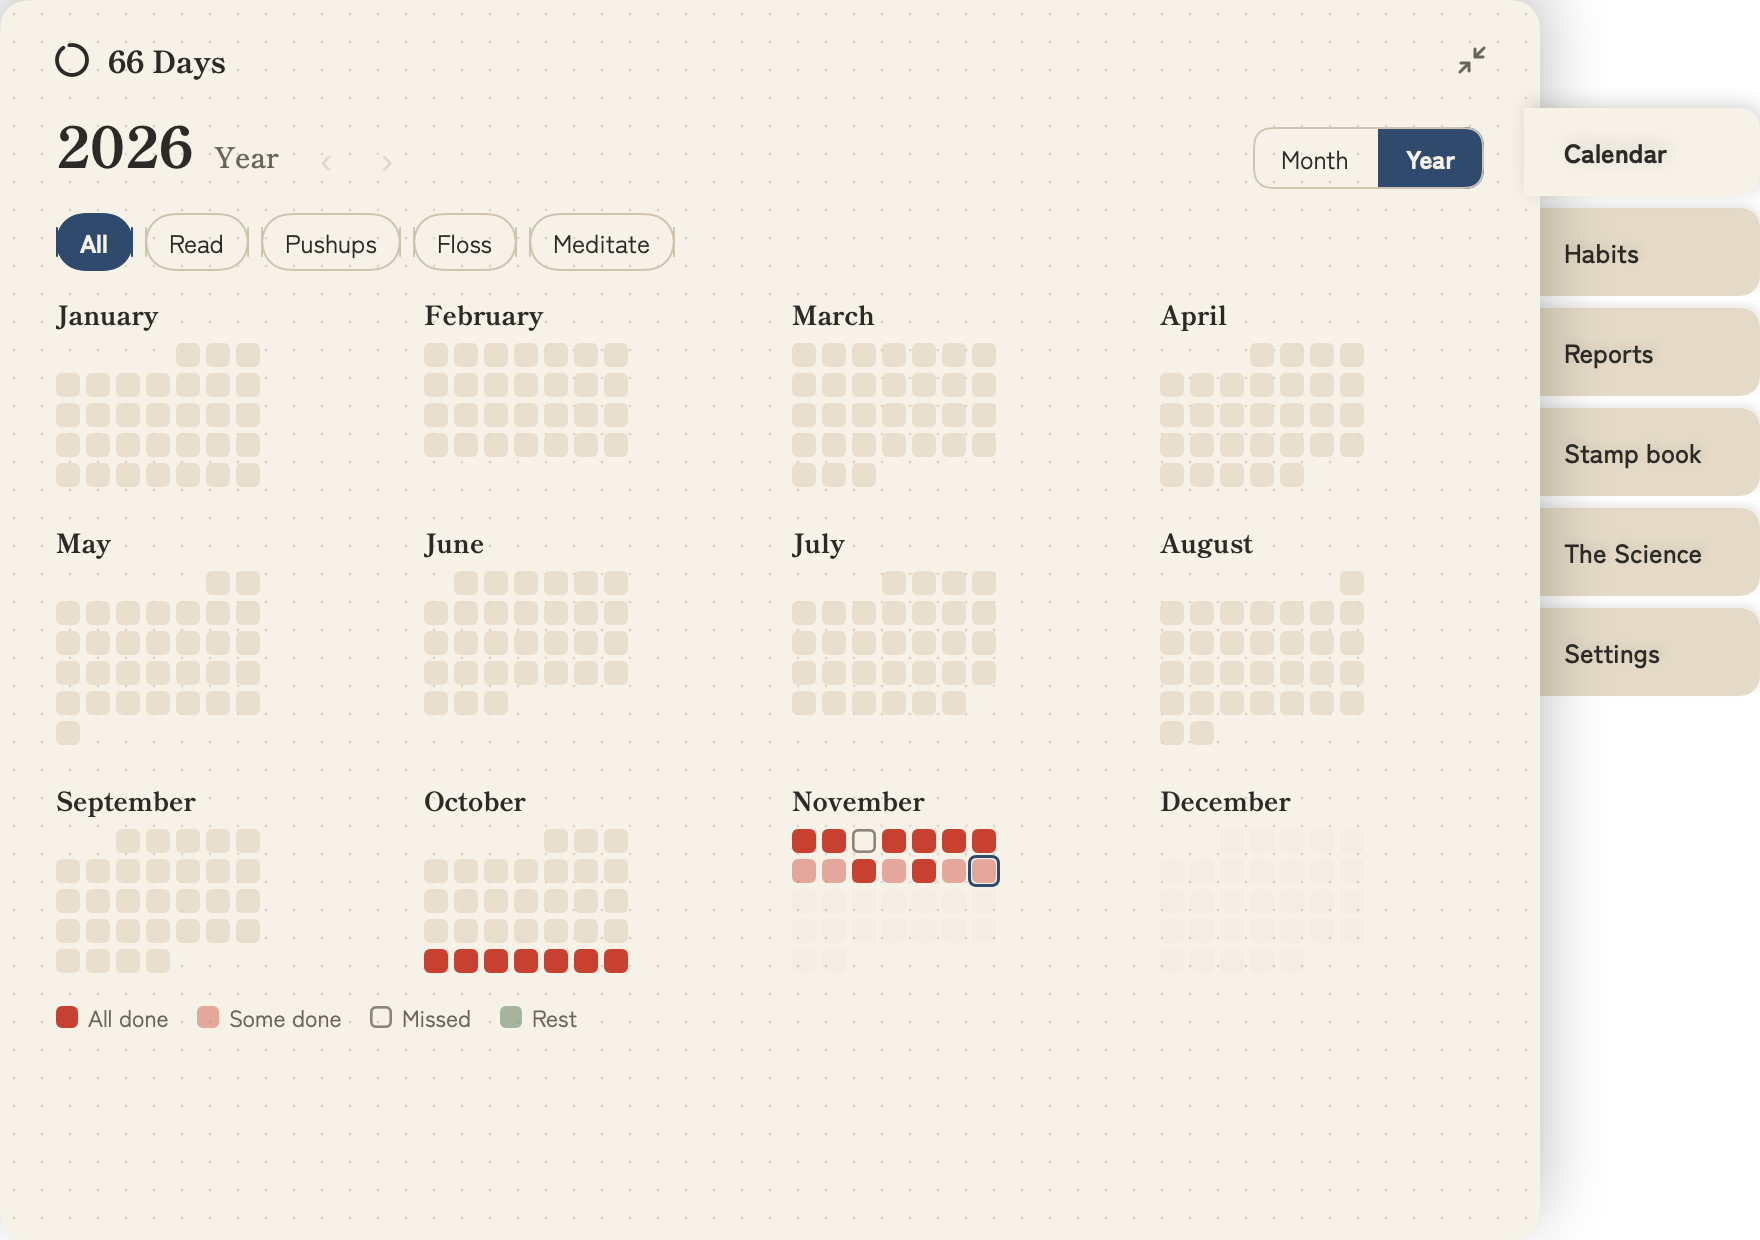 66 Days
2026 Year
Month Year
All Read Pushups Floss Meditate
January February March April
May June July August
September October November December
All done Some done Missed Rest
Calendar
Habits
Reports
Stamp book
The Science
Settings